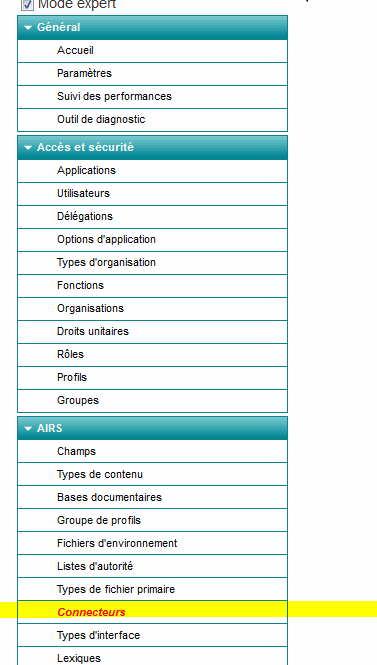 Mode expert
Général
Accueil
Paramètres
Suivi des performances
Outil de diagnostic
Accès et sécurité
Applications
Utilisateurs
Délégations
Options d'application
Types d'organisation
Fonctions
Organisations
Droits unitaires
Rôles
Profils
Groupes
AIRS
Champs
Types de contenu
Bases documentaires
Groupe de profils
Fichiers d'environnement
Listes d'autorité
Types de fichier primaire
Connecteurs
Types d'interface
Lexiques